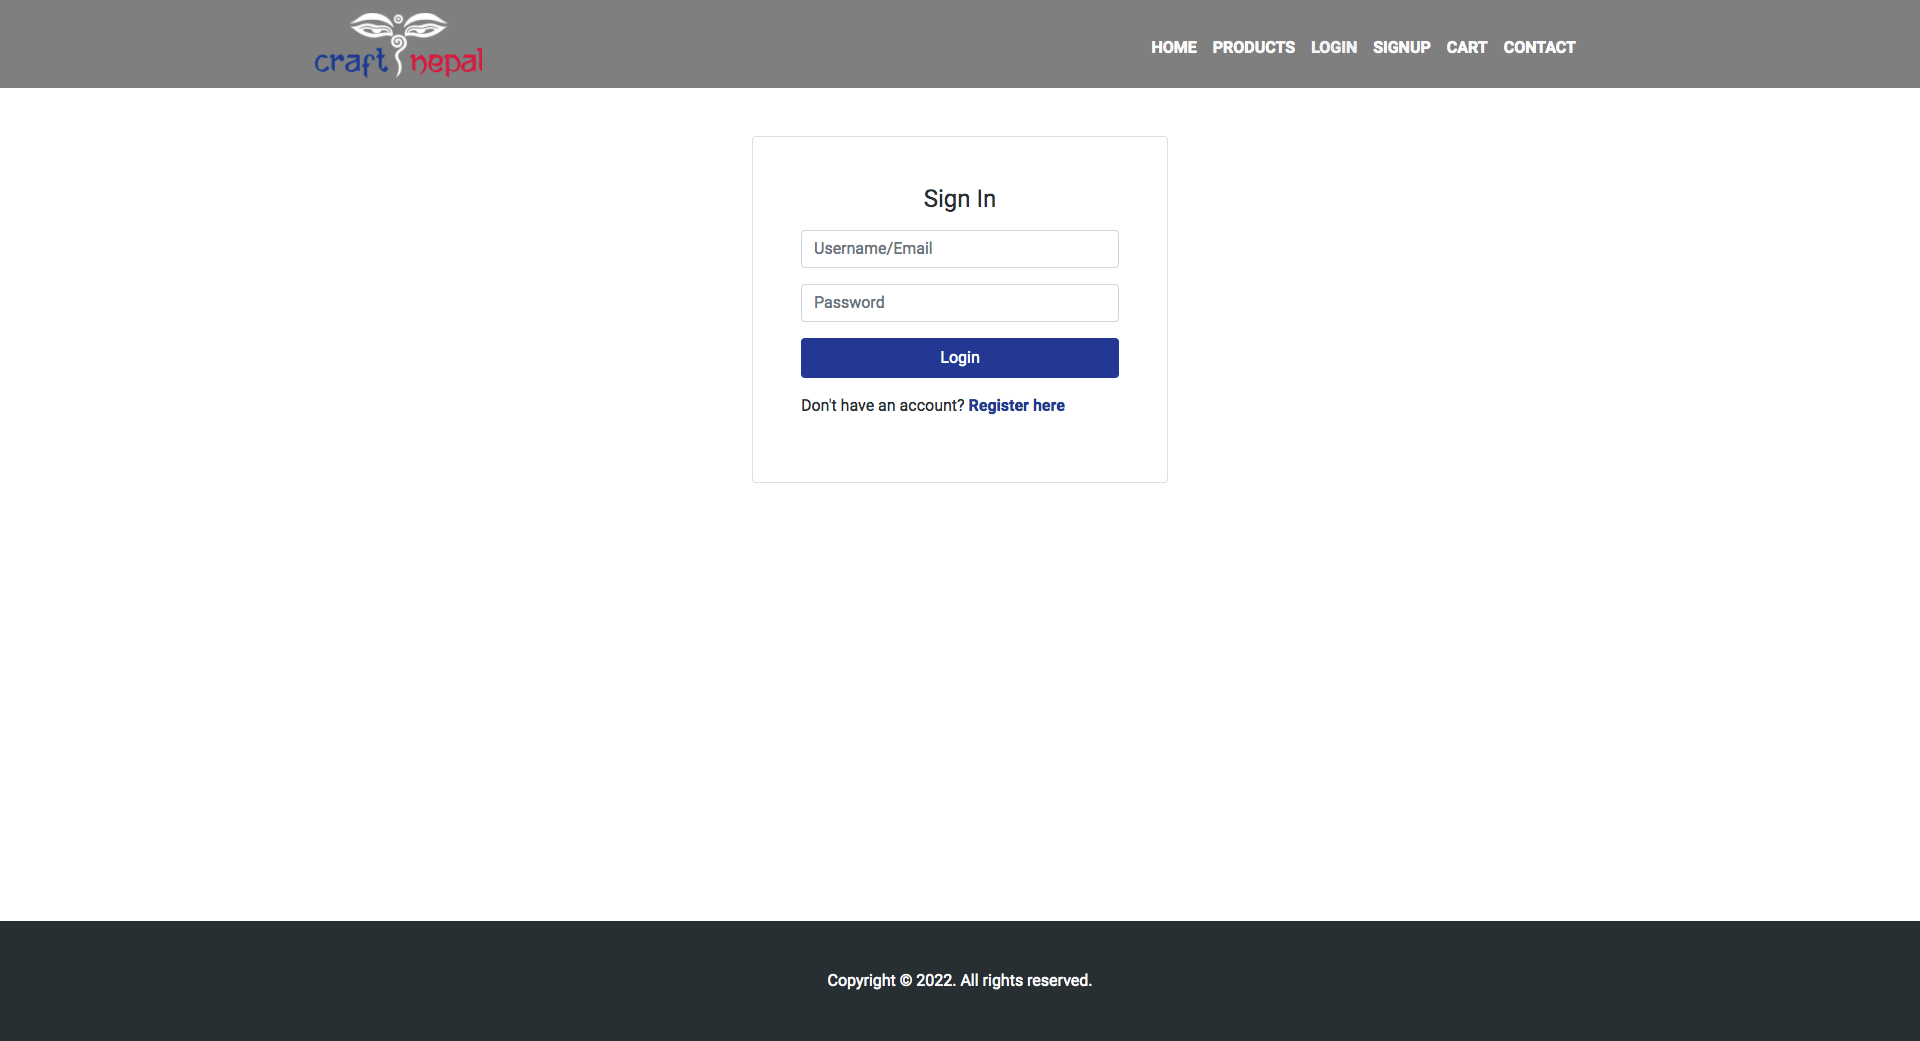 craft nepal
HOME PRODUCTS LOGIN SIGNUP CART CONTACT
Sign In
Username/Email
Password
Login
Don't have an account? Register here
Copyright © 2022. All rights reserved.